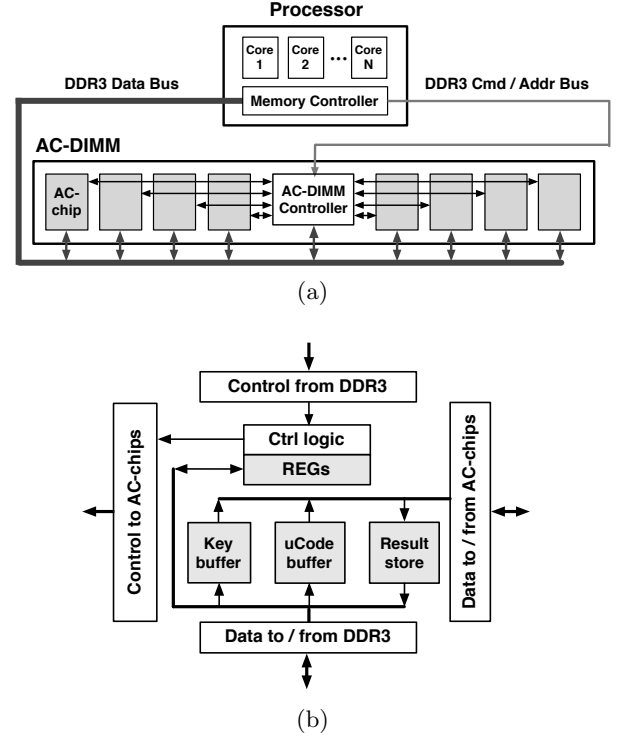 Processor
Core
1
Core
2
...
Core
N
Memory Controller
DDR3 Data Bus
DDR3 Cmd / Addr Bus
AC-DIMM
AC-
chip
AC-DIMM
Controller
(a)
Control from DDR3
Ctrl logic
REGs
Control to AC-chips
Data to / from AC-chips
Key
buffer
uCode
buffer
Result
store
Data to / from DDR3
(b)